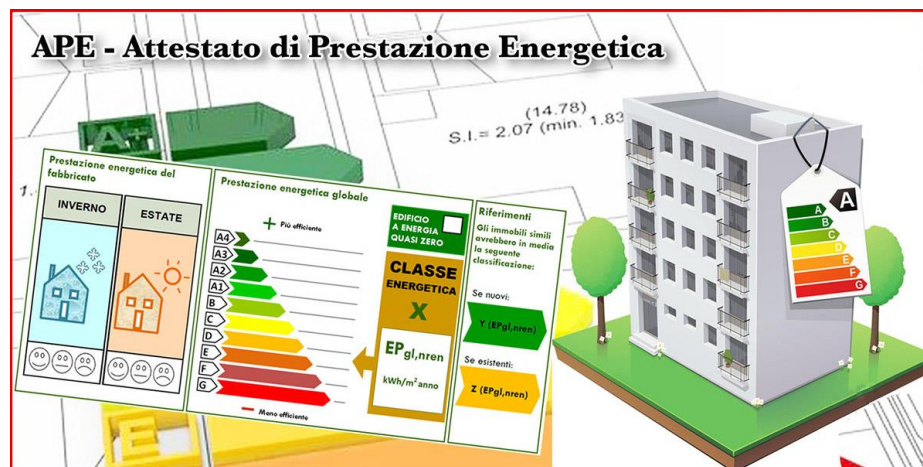 APE - Attestato di Prestazione Energetica
A+
(14.78)
S.I.= 2.07 (min. 1.83
Prestazione energetica del
fabbricato
INVERNO
ESTATE
Prestazione energetica globale
Più efficiente
A4
A3
A2
A1
B
C
D
E
F
G
Meno efficiente
EDIFICIO
A ENERGIA
QUASI ZERO
CLASSE
ENERGETICA
X
EPgl,nren
kWh/m² anno
Riferimenti
Gli immobili simili
avrebbero in media
la seguente
classificazione:
Se nuovi:
Y (EPgl,nren)
Se esistenti:
Z (EPgl,nren)
E
A
A
B
C
D
E
F
G